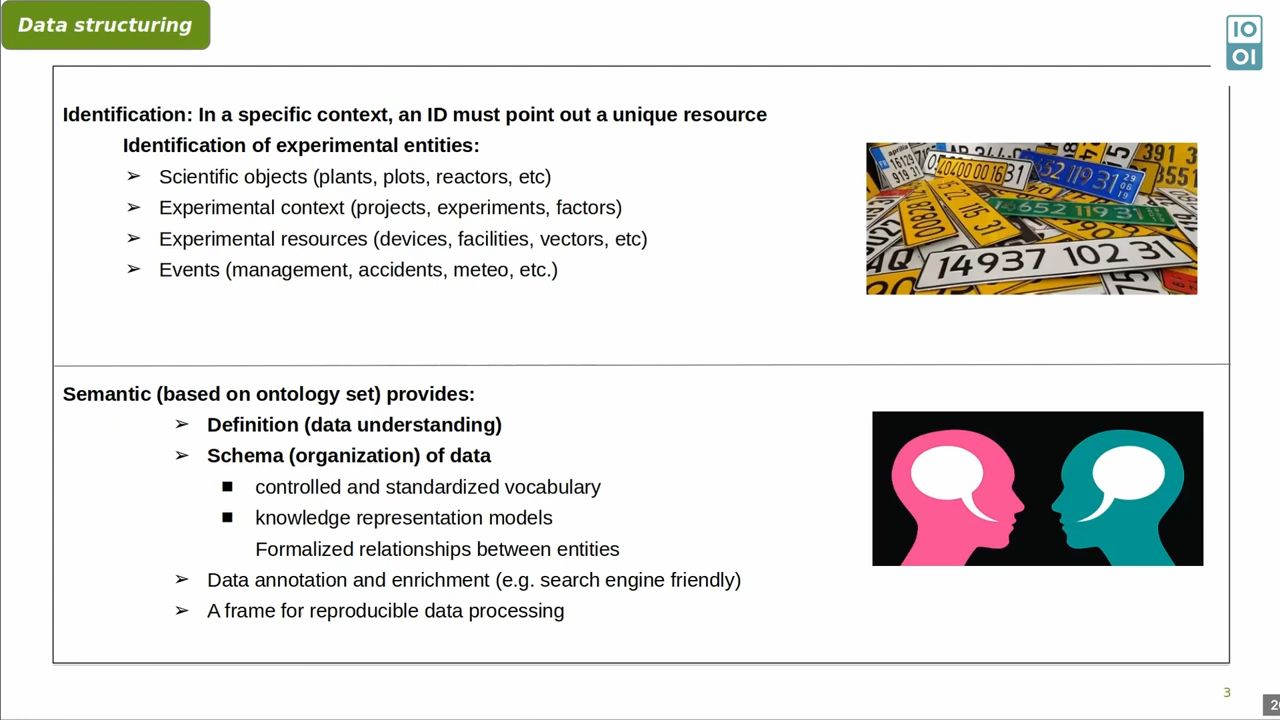 Data structuring
IO
OI
Identification: In a specific context, an ID must point out a unique resource
Identification of experimental entities:
➢ Scientific objects (plants, plots, reactors, etc)
➢ Experimental context (projects, experiments, factors)
➢ Experimental resources (devices, facilities, vectors, etc)
➢ Events (management, accidents, meteo, etc.)
14937 102 31
Semantic (based on ontology set) provides:
➢ Definition (data understanding)
➢ Schema (organization) of data
■ controlled and standardized vocabulary
■ knowledge representation models
Formalized relationships between entities
➢ Data annotation and enrichment (e.g. search engine friendly)
➢ A frame for reproducible data processing
3